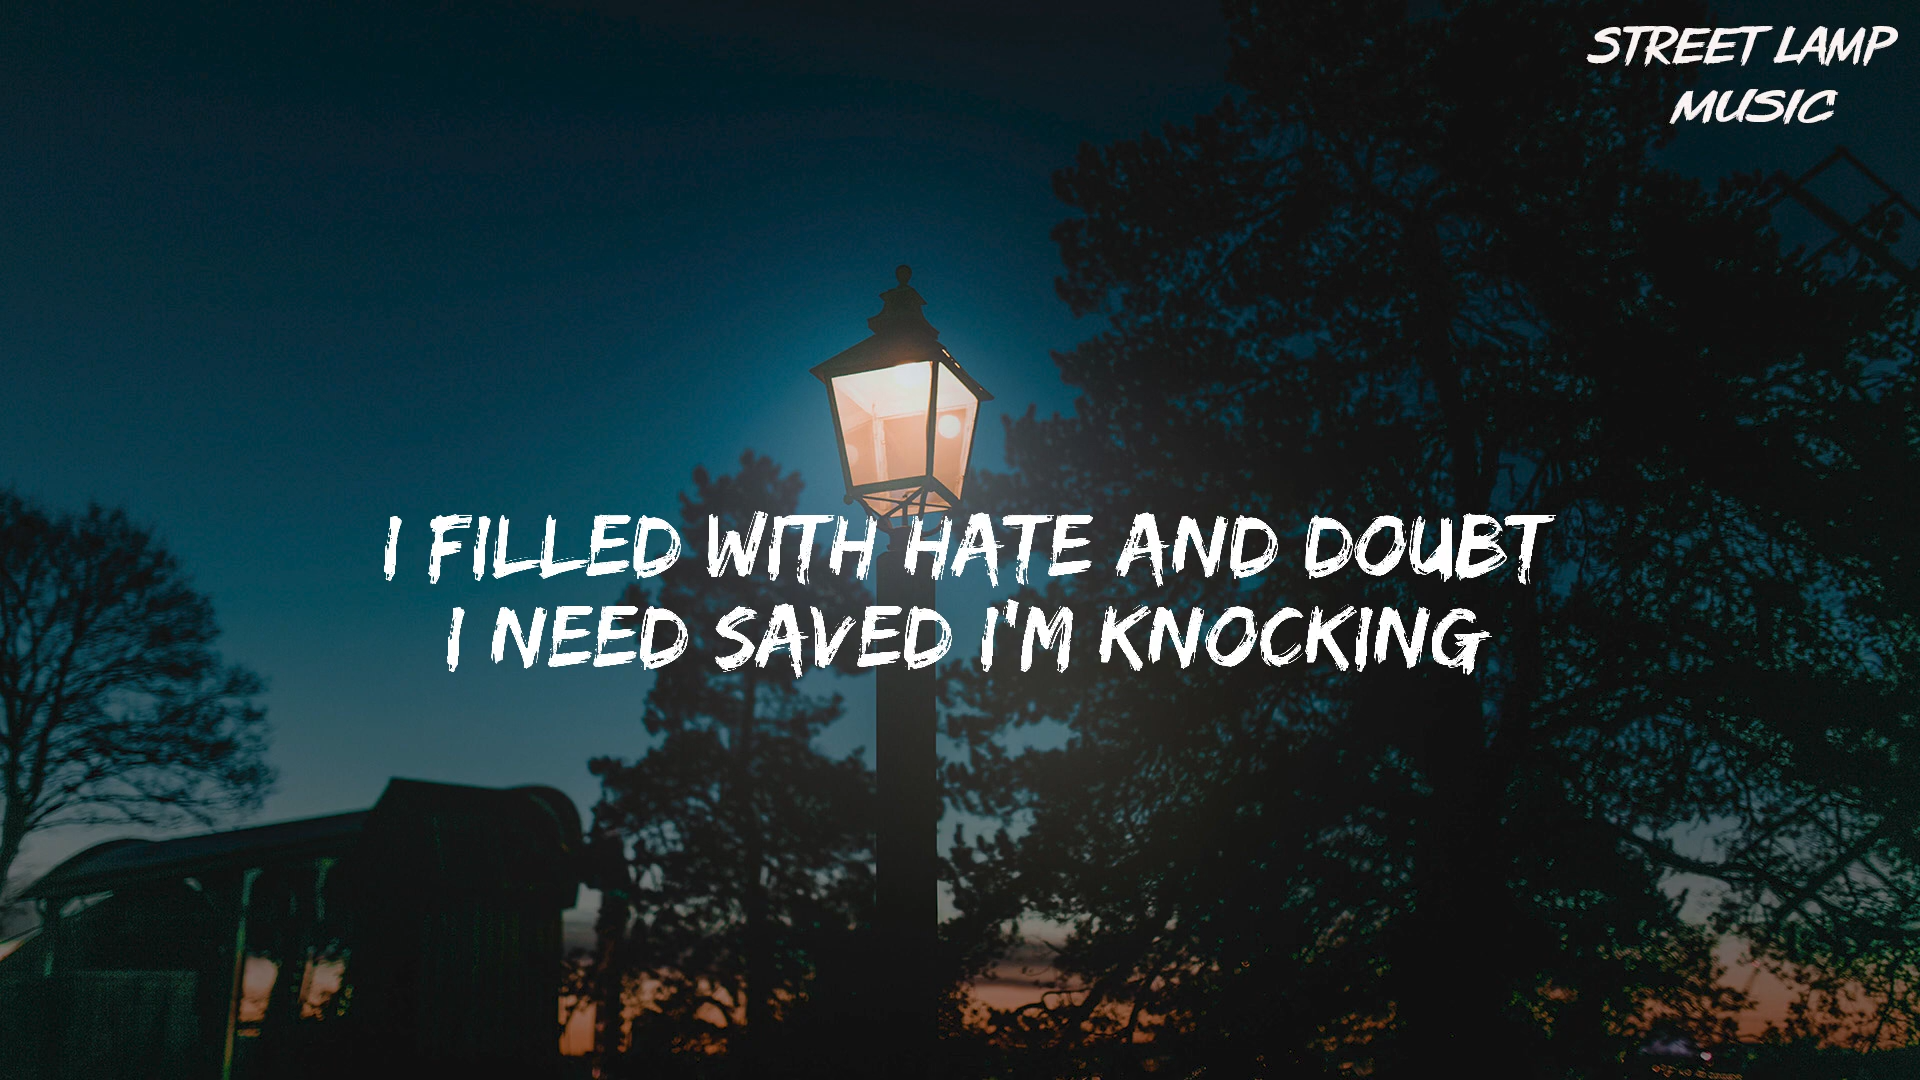 STREET LAMP
MUSIC
I FILLED WITH HATE AND DOUBT
I NEED SAVED I'M KNOCKING